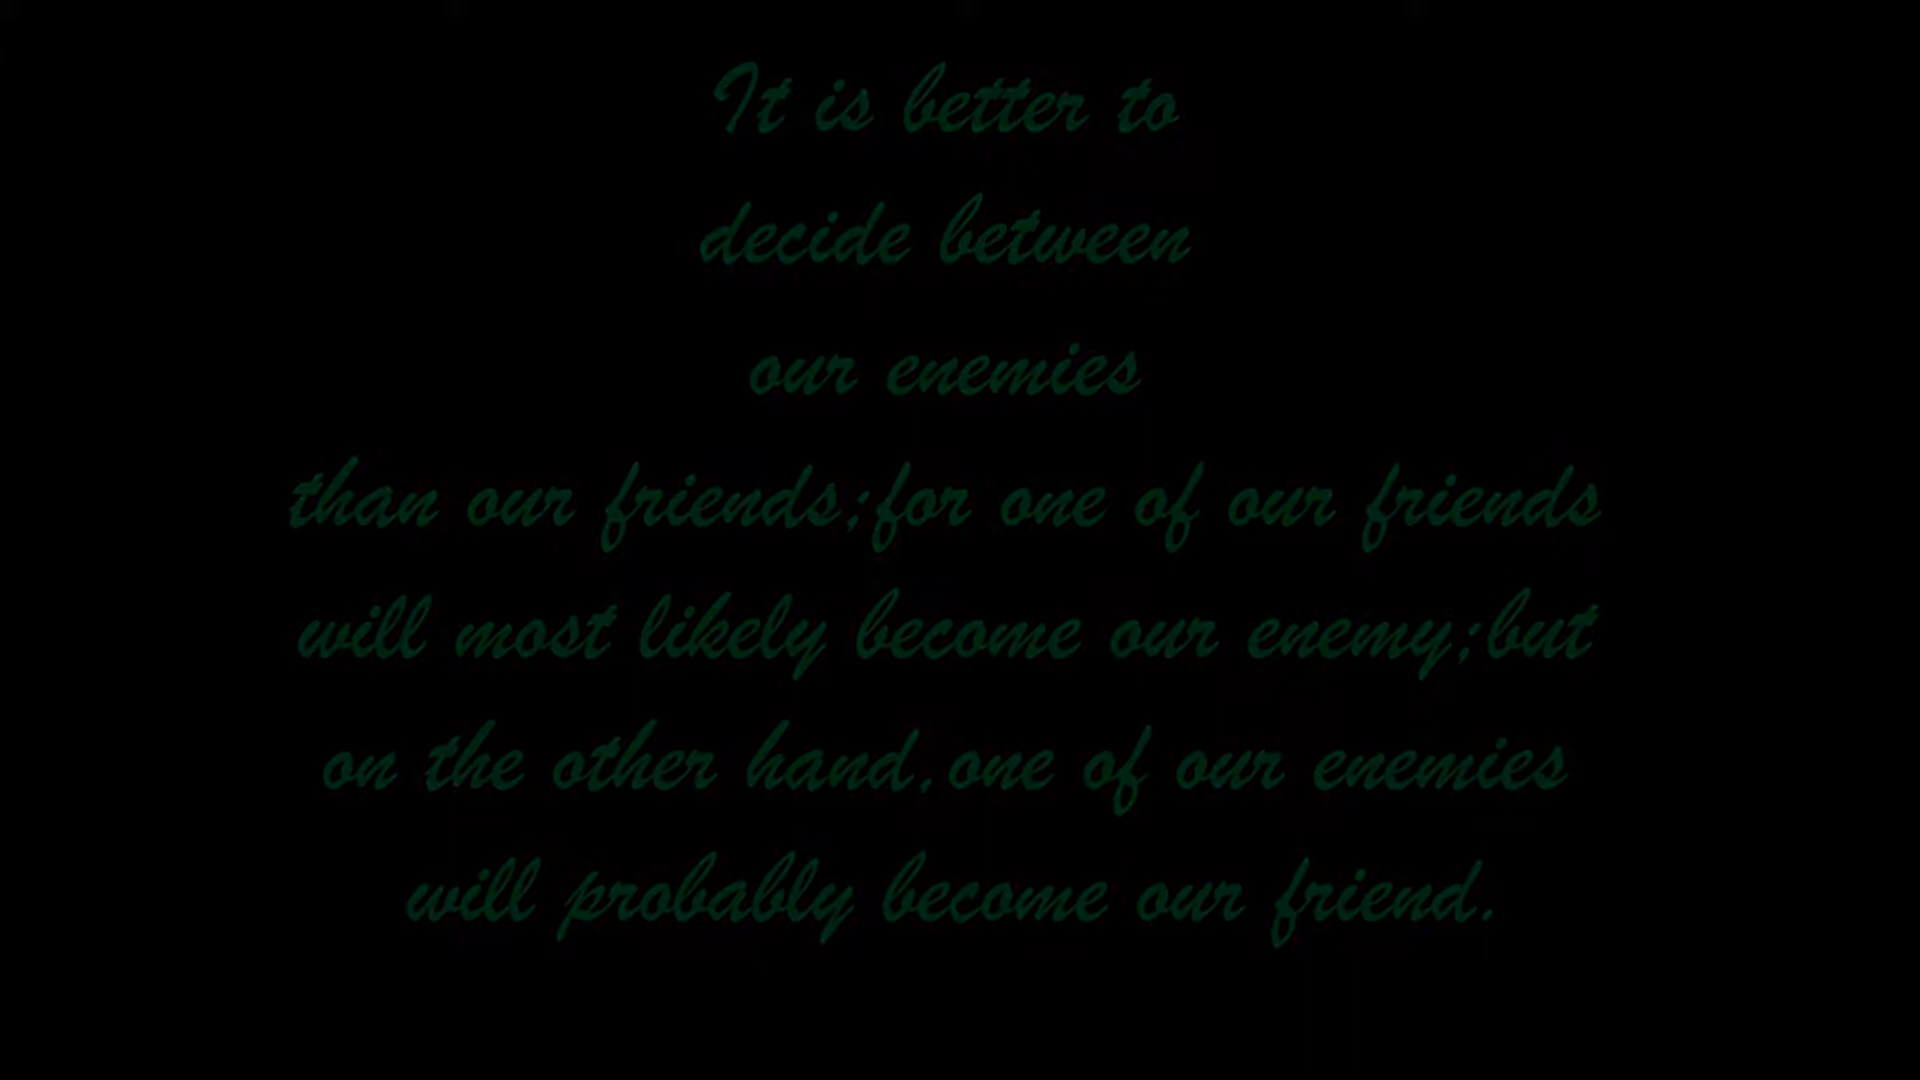 It is better to
decide between
our enemies
than our friends;for one of our friends
will most likely become our enemy;but
on the other hand,one of our enemies
will probably become our friend.